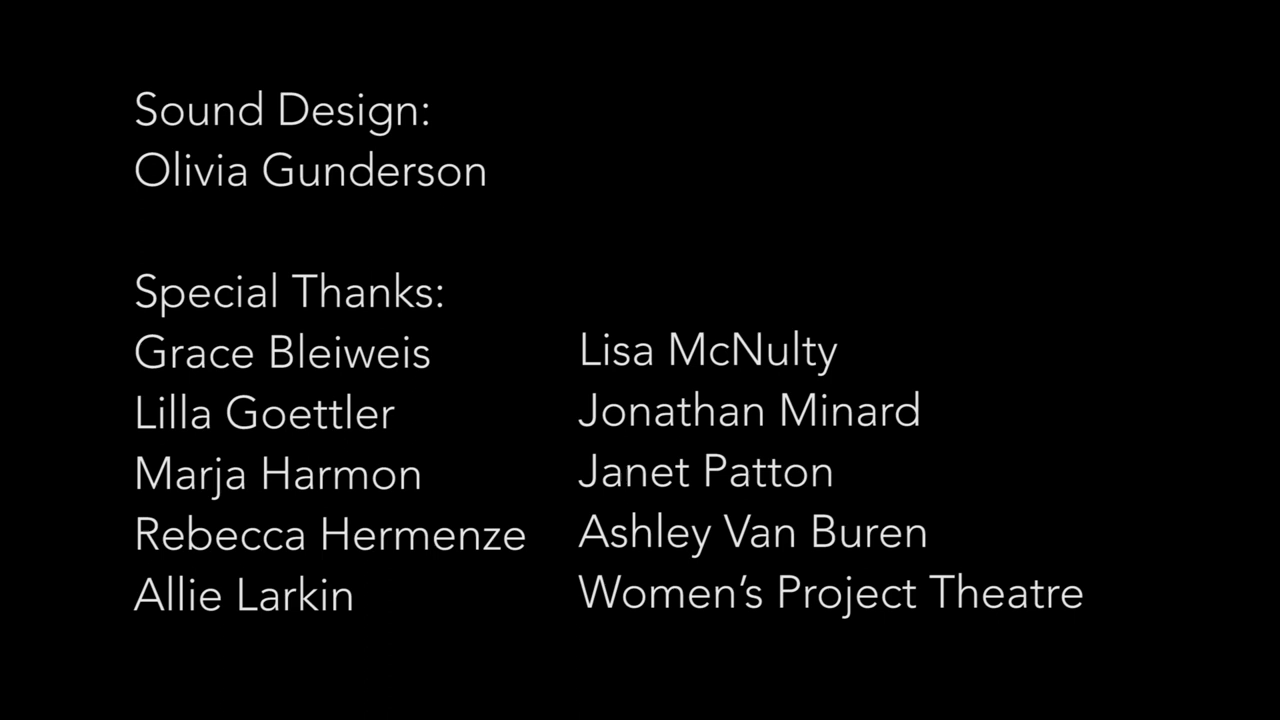 Sound Design:
Olivia Gunderson
Special Thanks:
Grace Bleiweis
Lilla Goettler
Marja Harmon
Rebecca Hermenze
Allie Larkin
Lisa McNulty
Jonathan Minard
Janet Patton
Ashley Van Buren
Women’s Project Theatre